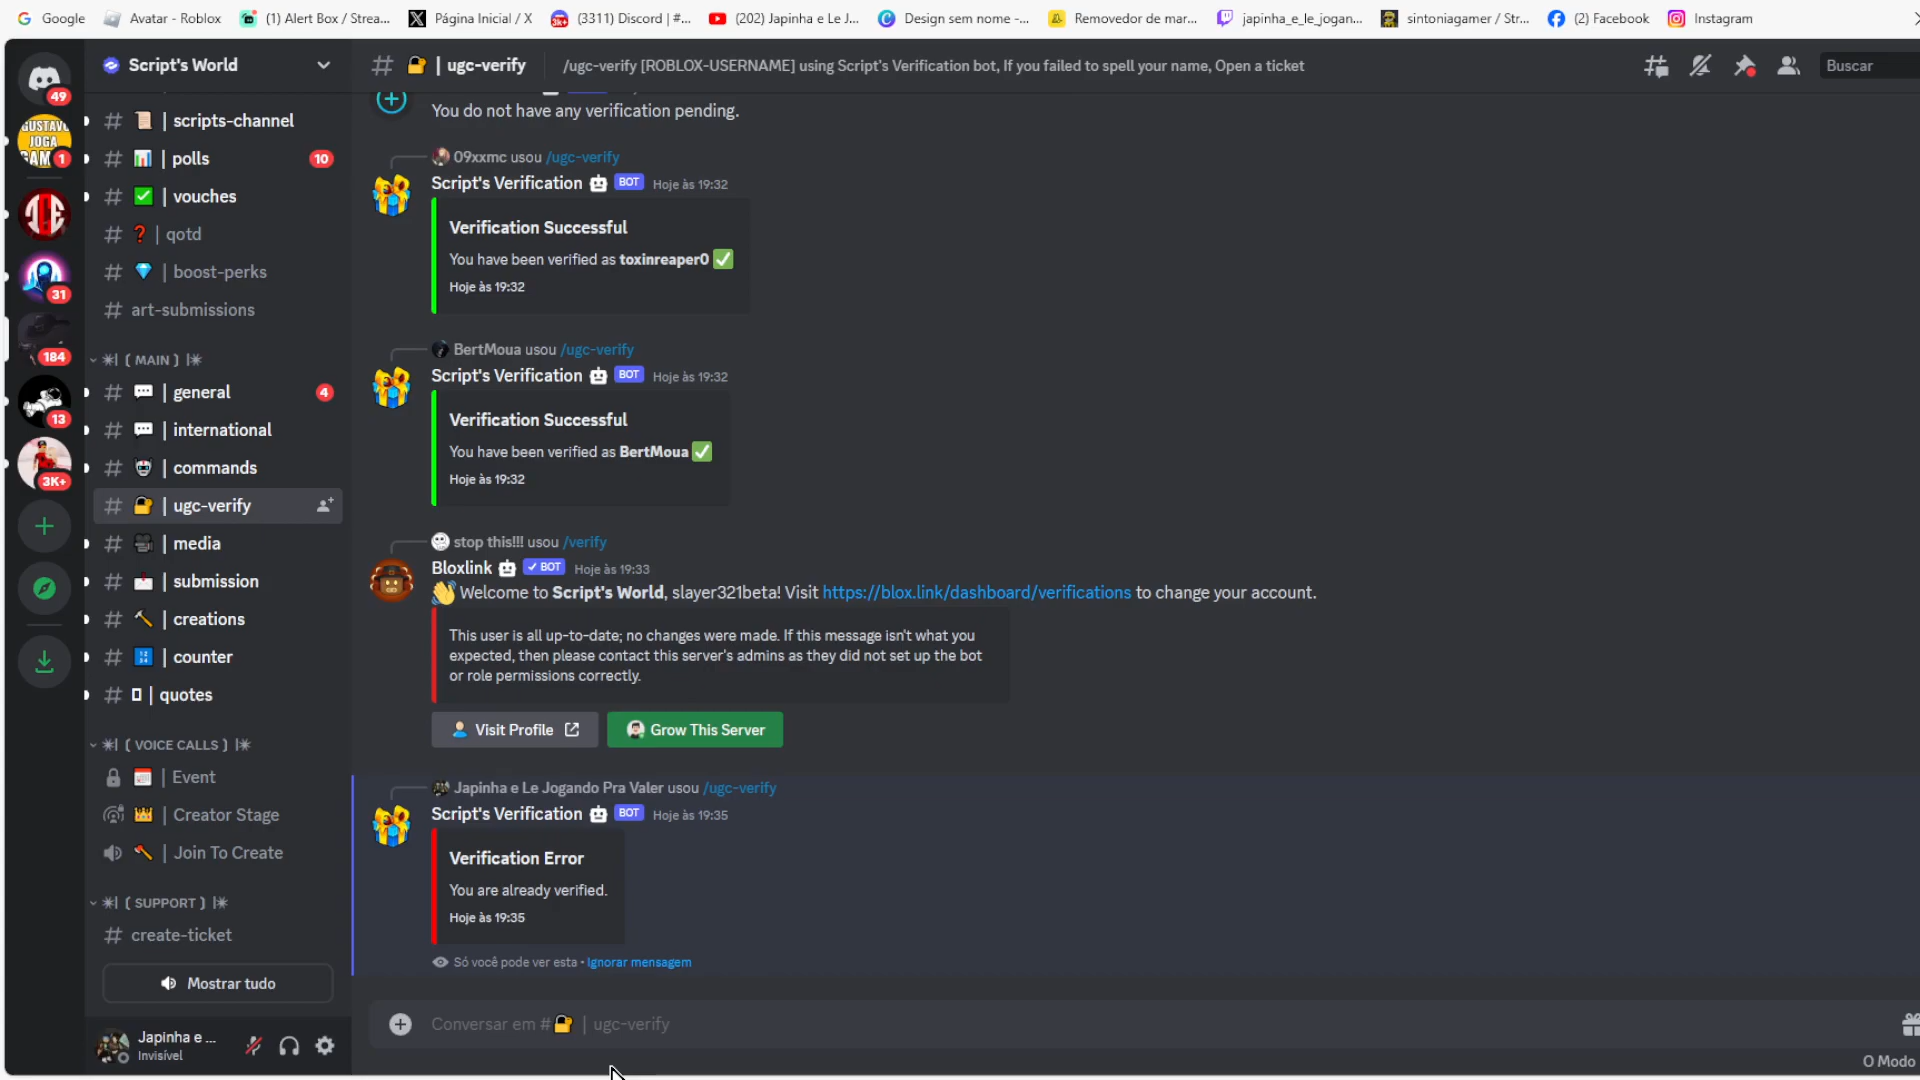 Google
Avatar - Roblox
(1) Alert Box / Strea...
Página Inicial / X
(3311) Discord | #...
(202) Japinha e Le J...
Design sem nome -...
Removedor de mar...
japinha_e_le_jogan...
sintoniagamer / Str...
(2) Facebook
Instagram
Script's World
# | ugc-verify
/ugc-verify [ROBLOX-USERNAME] using Script's Verification bot, If you failed to spell your name, Open a ticket
Buscar
49
GUSTAVO
JOGA
GAM
1
31
184
13
3K+
# | scripts-channel
# | polls
10
# | vouches
# ❓ | qotd
# | boost-perks
# art-submissions
( MAIN )
# | general
4
# | international
# | commands
# | ugc-verify
# | media
# | submission
# | creations
# | counter
# | quotes
( VOICE CALLS )
| Event
| Creator Stage
| Join To Create
( SUPPORT )
# create-ticket
Mostrar tudo
Japinha e ...
Invisível
You do not have any verification pending.
09xxmc usou /ugc-verify
Script's Verification BOT Hoje às 19:32
Verification Successful
You have been verified as toxinreaper0 ✅
Hoje às 19:32
BertMoua usou /ugc-verify
Script's Verification BOT Hoje às 19:32
Verification Successful
You have been verified as BertMoua ✅
Hoje às 19:32
stop this!!! usou /verify
Bloxlink ✓ BOT Hoje às 19:33
👋 Welcome to Script's World, slayer321beta! Visit https://blox.link/dashboard/verifications to change your account.
This user is all up-to-date; no changes were made. If this message isn't what you
expected, then please contact this server's admins as they did not set up the bot
or role permissions correctly.
Visit Profile
Grow This Server
Japinha e Le Jogando Pra Valer usou /ugc-verify
Script's Verification BOT Hoje às 19:35
Verification Error
You are already verified.
Hoje às 19:35
Só você pode ver esta • Ignorar mensagem
Conversar em # | ugc-verify
O Modo